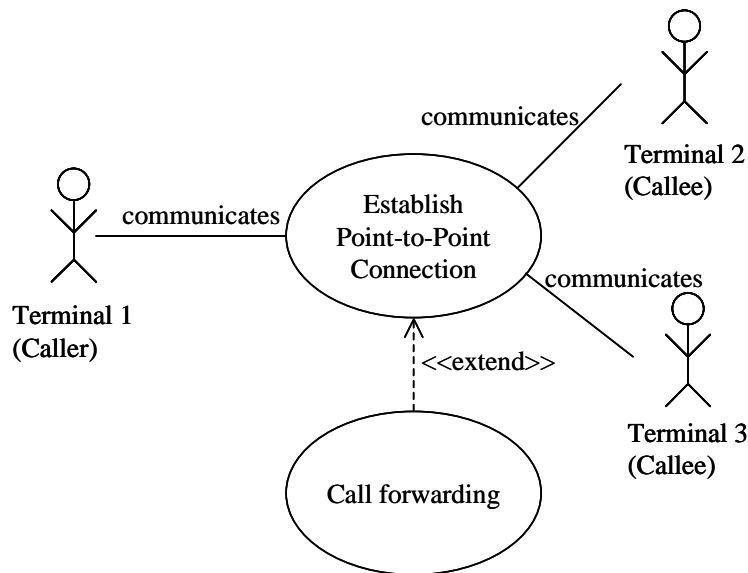 communicates
Terminal 2
(Callee)
communicates
Establish
Point-to-Point
Connection
communicates
Terminal 1
(Caller)
<<extend>>
Terminal 3
(Callee)
Call forwarding